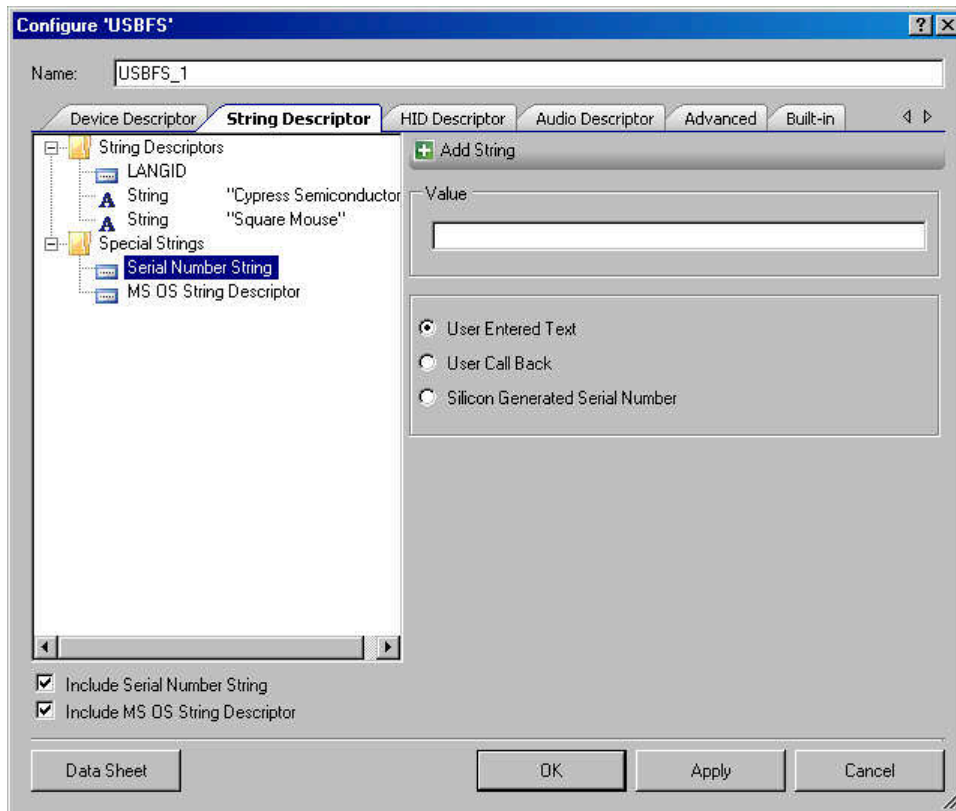 Configure 'USBFS'
Name: USBFS_1
Device Descriptor String Descriptor HID Descriptor Audio Descriptor Advanced Built-in
String Descriptors
LANGID
String "Cypress Semiconductor
String "Square Mouse"
Special Strings
Serial Number String
MS OS String Descriptor
Add String
Value
User Entered Text
User Call Back
Silicon Generated Serial Number
Include Serial Number String
Include MS OS String Descriptor
Data Sheet OK Apply Cancel